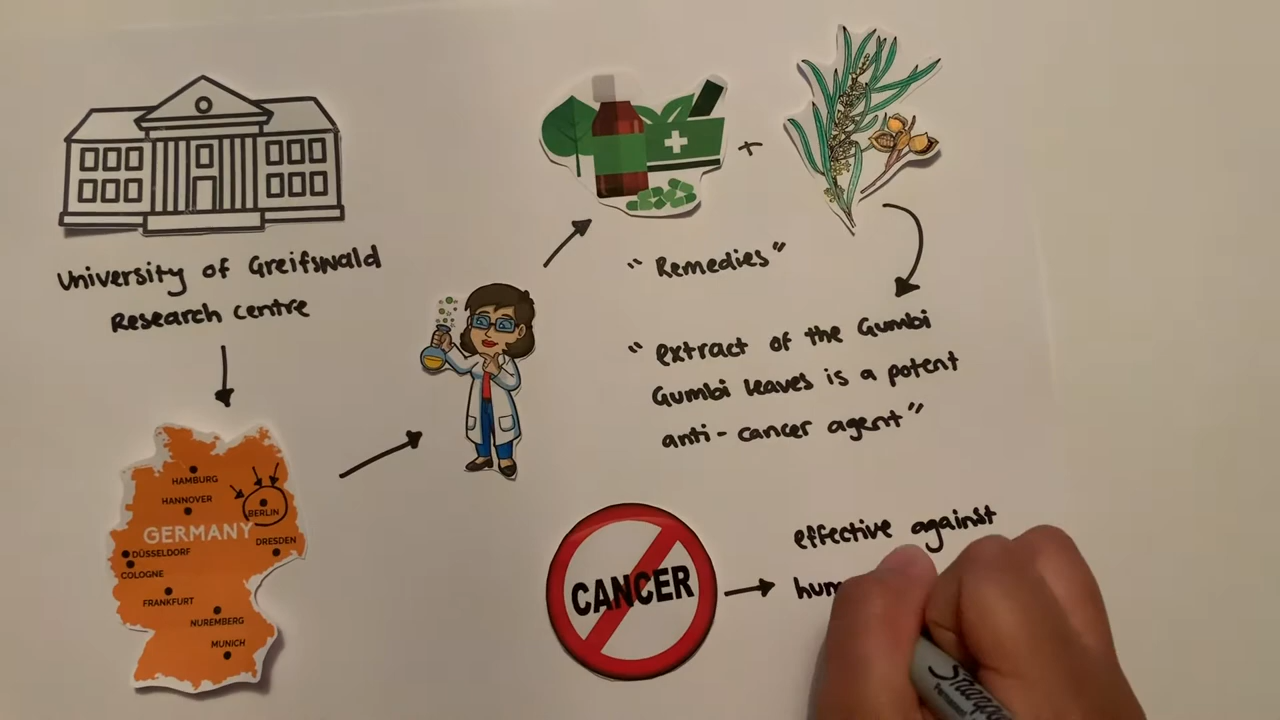 University of Greifswald
Research centre
HAMBURG
HANNOVER
BERLIN
GERMANY
DRESDEN
DÜSSELDORF
COLOGNE
FRANKFURT
NUREMBERG
MUNICH
+
"Remedies"
"extract of the Gumbi
Gumbi leaves is a potent
anti-cancer agent"
CANCER
effective against